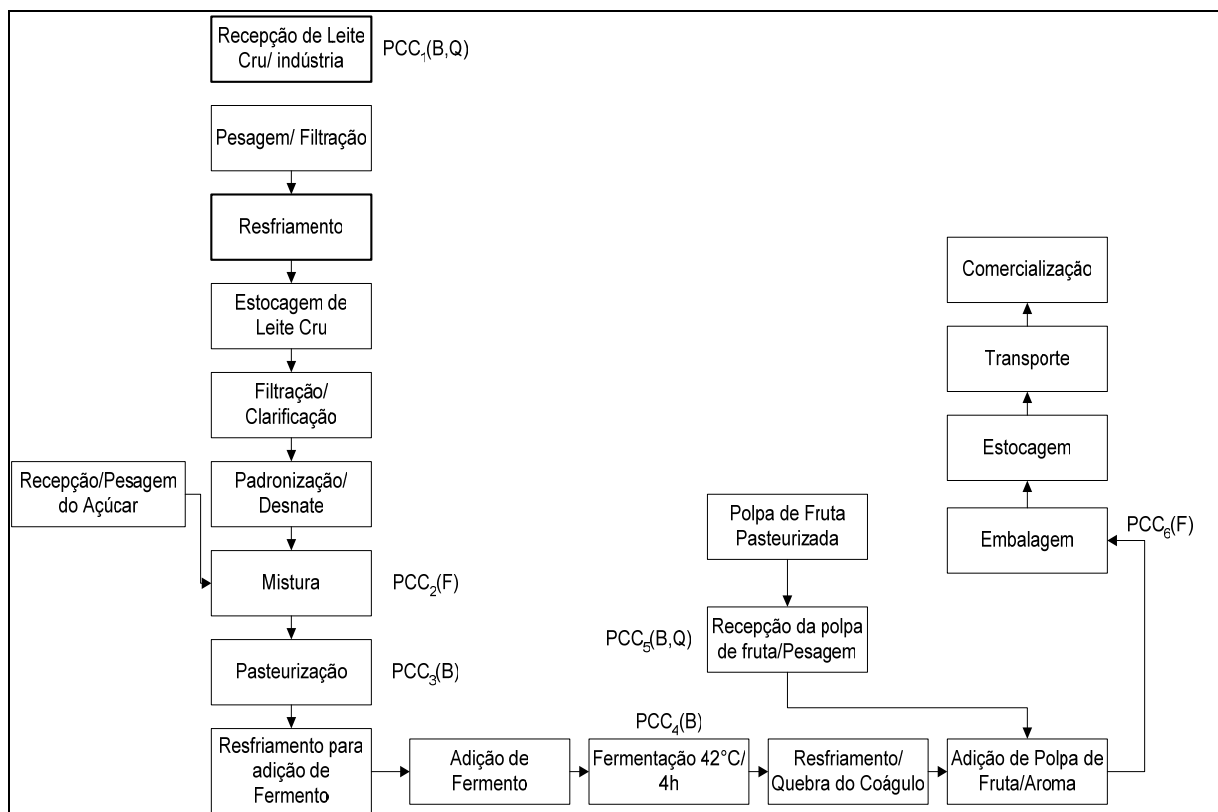 Recepção de Leite
Cru/ indústria
PCC1(B,Q)
Pesagem/ Filtração
Resfriamento
Estocagem de
Leite Cru
Filtração/
Clarificação
Recepção/Pesagem
do Açúcar
Padronização/
Desnate
Mistura
PCC2(F)
Pasteurização
PCC3(B)
Resfriamento para
adição de
Fermento
Adição de
Fermento
PCC4(B)
Fermentação 42°C/
4h
Resfriamento/
Quebra do Coágulo
Polpa de Fruta
Pasteurizada
PCC5(B,Q)
Recepção da polpa
de fruta/Pesagem
Adição de Polpa de
Fruta/Aroma
PCC6(F)
Embalagem
Estocagem
Transporte
Comercialização